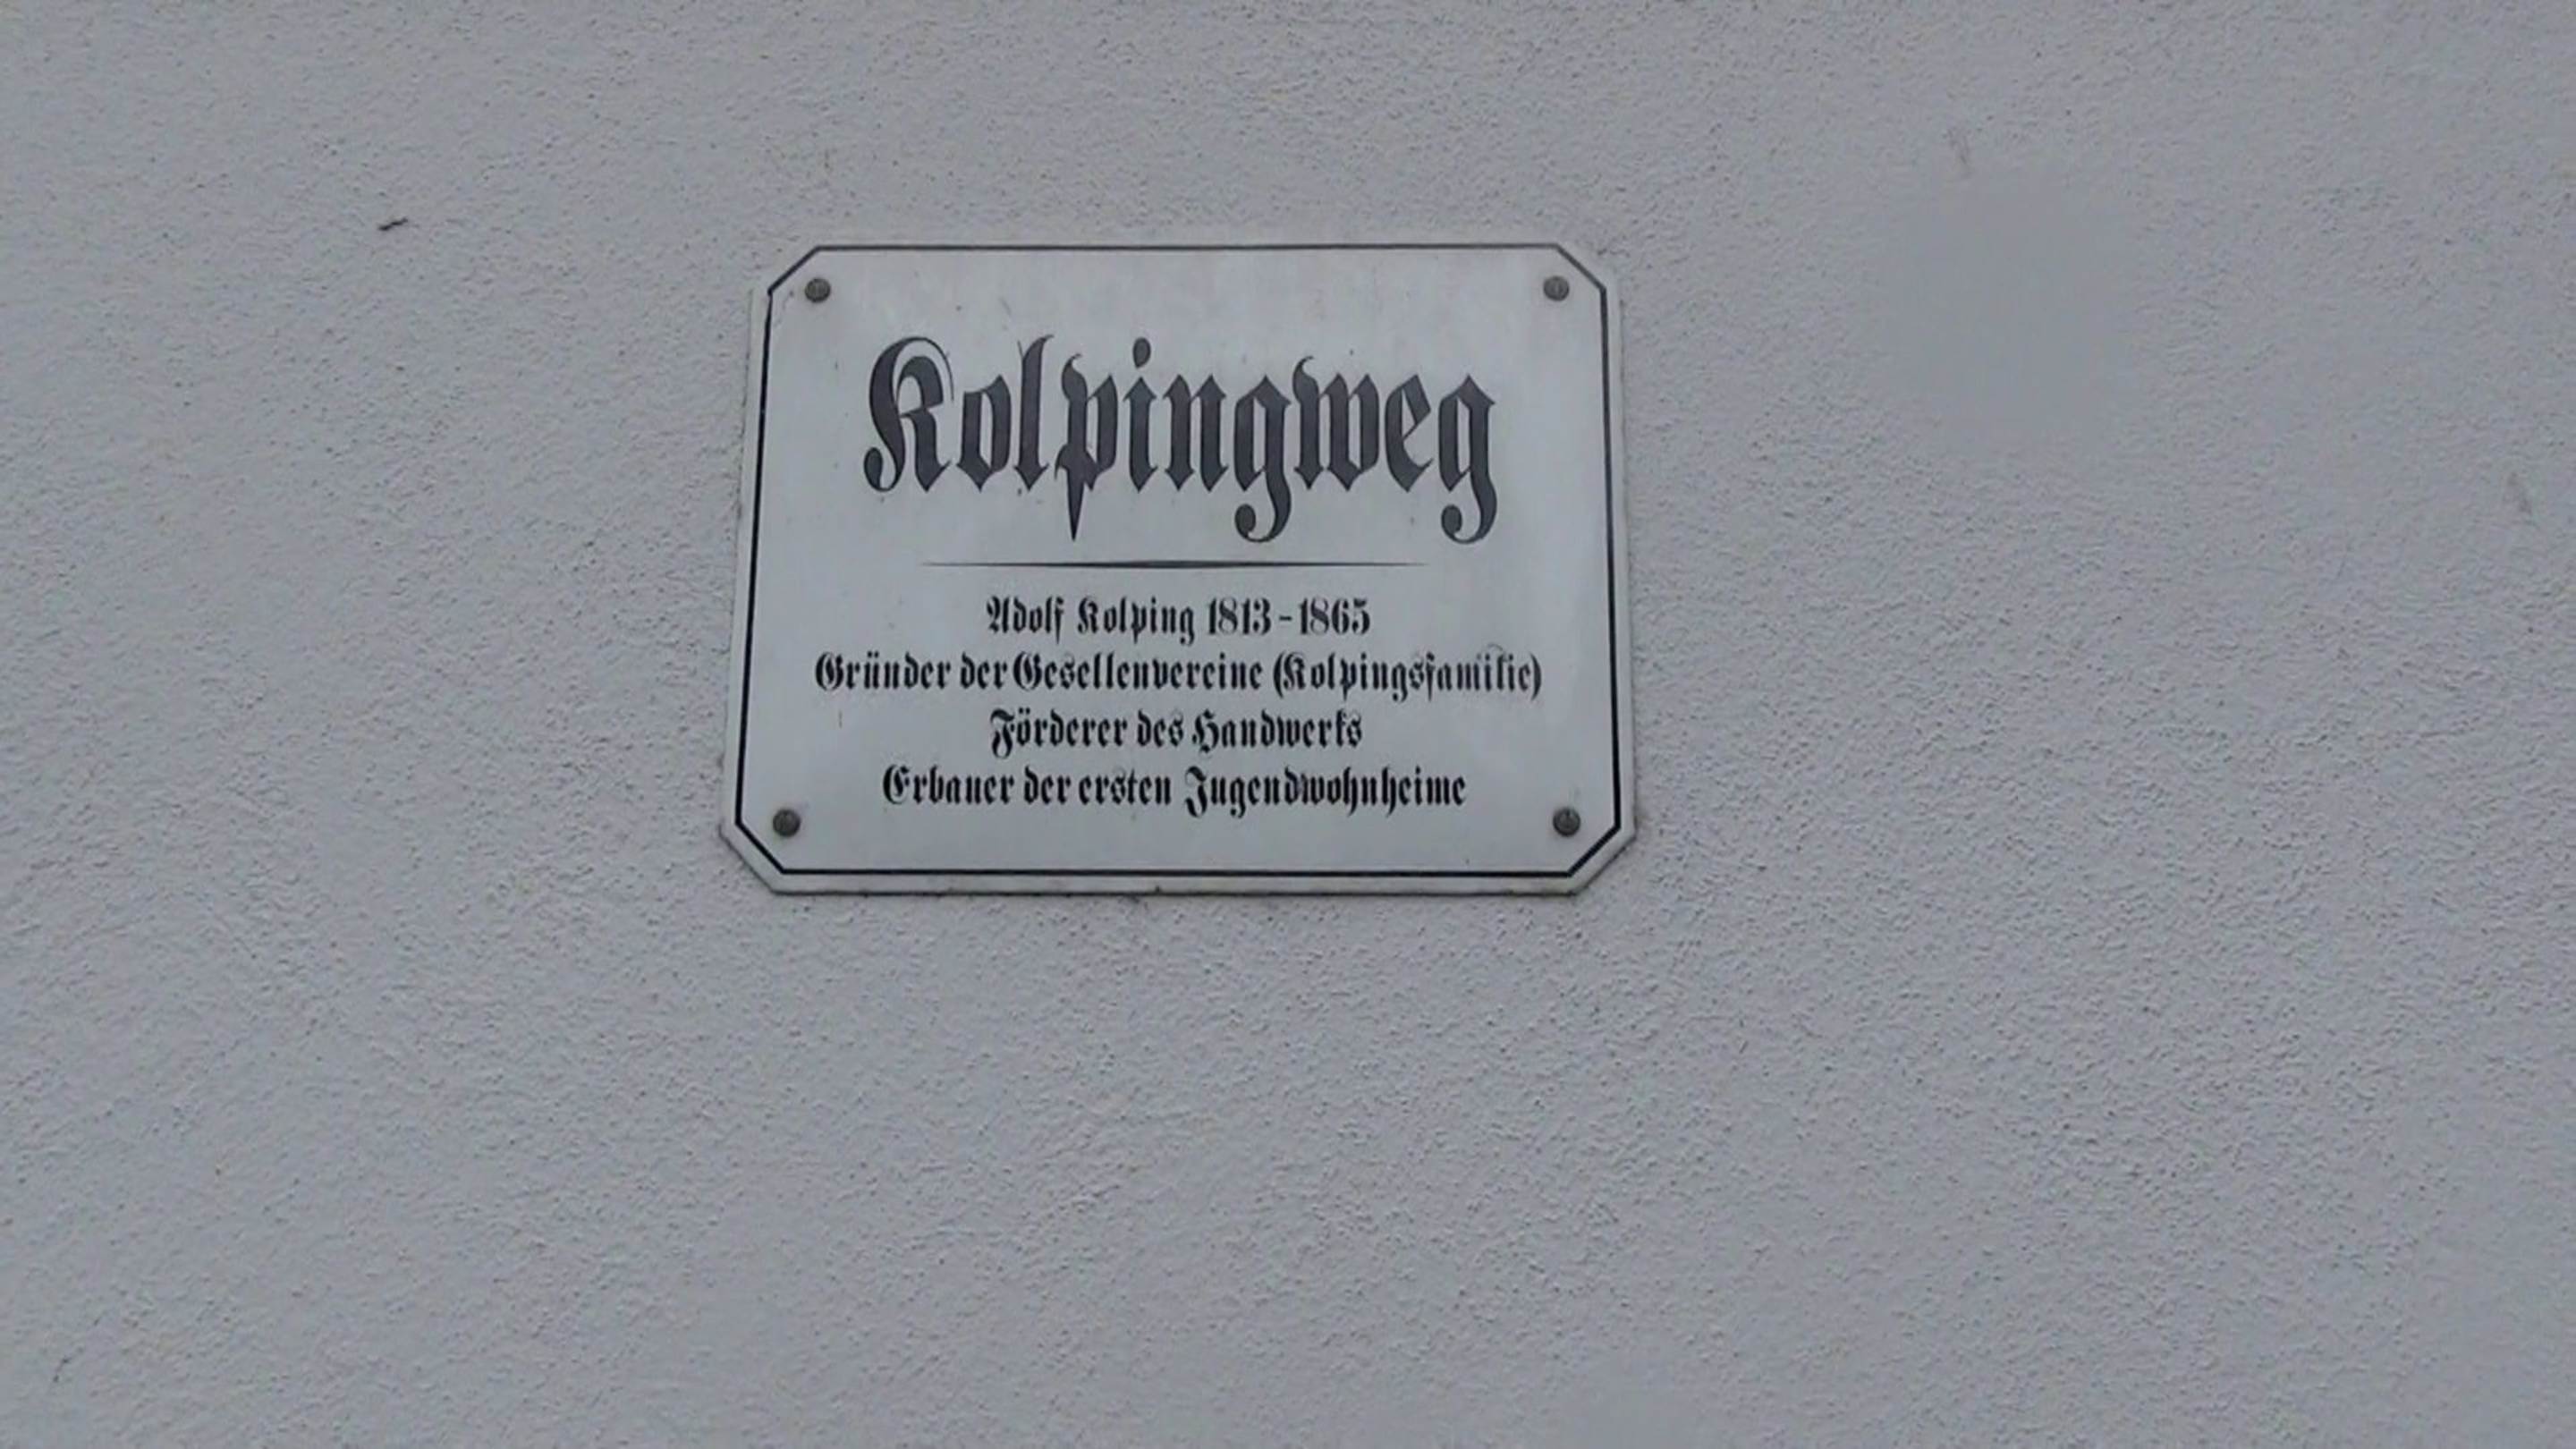 Kolpingweg
Adolf Kolping 1813-1865
Gründer der Gesellenvereine (Kolpingsfamilie)
Förderer des Handwerks
Erbauer der ersten Jugendwohnheime